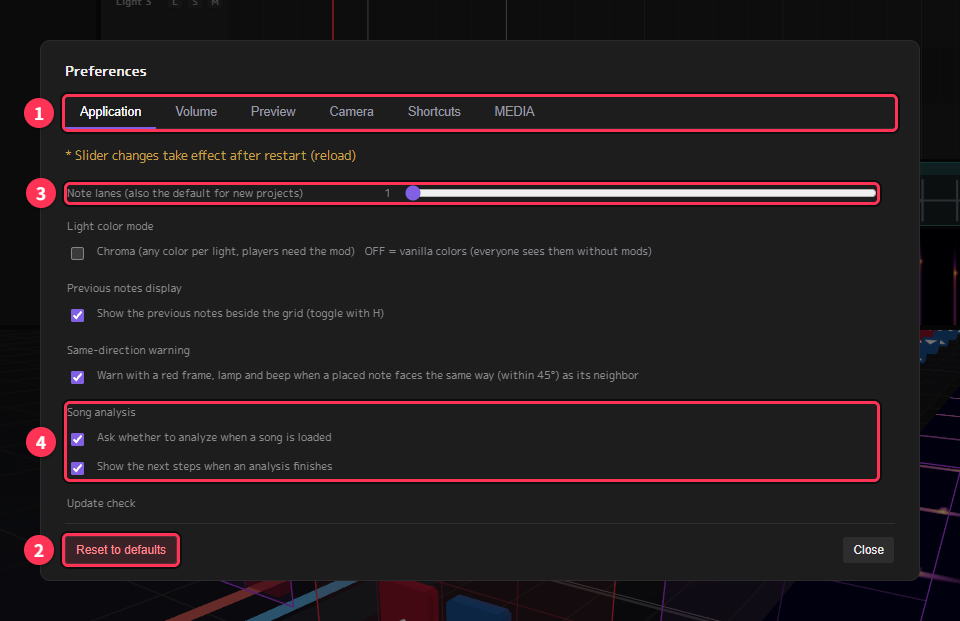 Light 3 L S M
Preferences
1 Application Volume Preview Camera Shortcuts MEDIA
* Slider changes take effect after restart (reload)
3 Note lanes (also the default for new projects) 1
Light color mode
Chroma (any color per light, players need the mod) OFF = vanilla colors (everyone sees them without mods)
Previous notes display
Show the previous notes beside the grid (toggle with H)
Same-direction warning
Warn with a red frame, lamp and beep when a placed note faces the same way (within 45°) as its neighbor
Song analysis
4 Ask whether to analyze when a song is loaded
Show the next steps when an analysis finishes
Update check
2 Reset to defaults Close